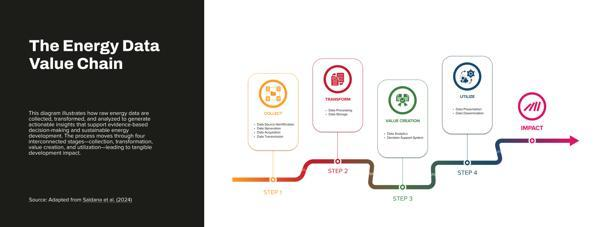 The Energy Data
Value Chain
This diagram illustrates how raw energy data are
collected, transformed, and analyzed to generate
actionable insights that support evidence-based
decision-making and sustainable energy
development. The process moves through four
interconnected stages—collection, transformation,
value creation, and utilization—leading to tangible
development impact.
Source: Adapted from Saldana et al. (2024)
COLLECT
• Data Source Identification
• Data Generation
• Data Acquisition
• Data Transmission
STEP 1
TRANSFORM
• Data Processing
• Data Storage
STEP 2
VALUE CREATION
• Data Analytics
• Decision Support System
STEP 3
UTILIZE
• Data Presentation
• Data Dissemination
STEP 4
IMPACT